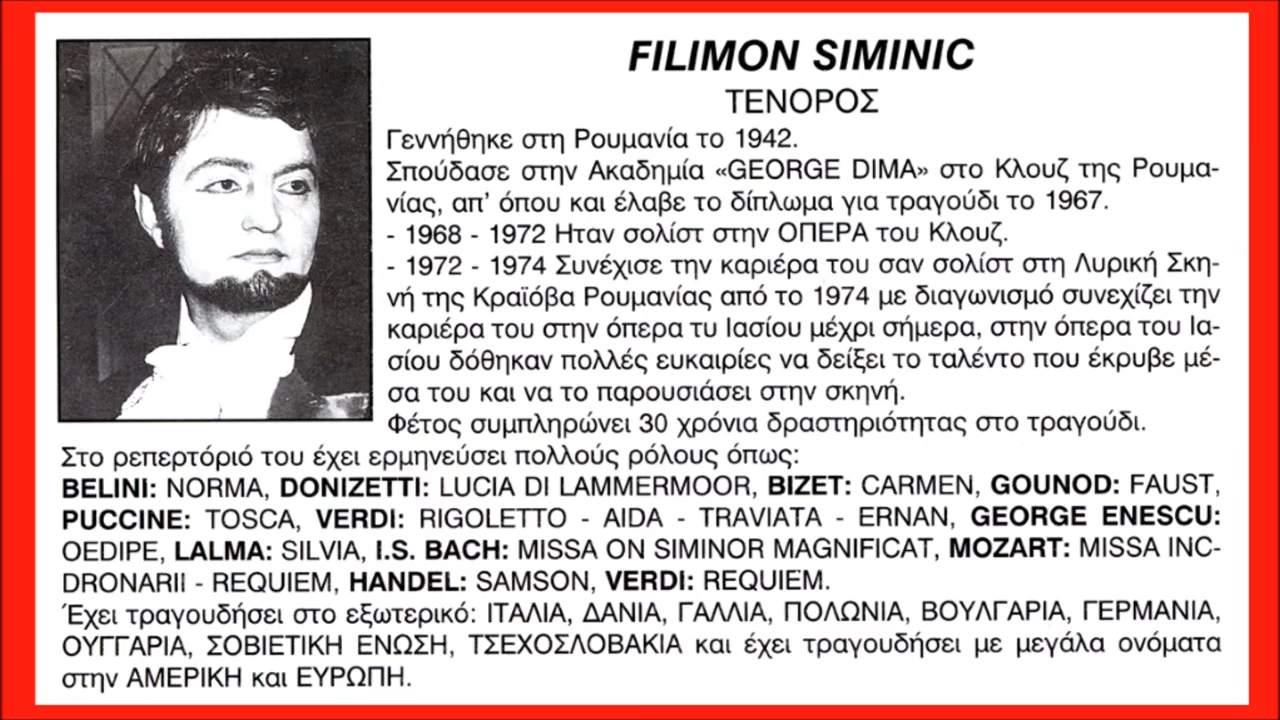 FILIMON SIMINIC
ΤΕΝΟΡΟΣ
Γεννήθηκε στη Ρουμανία το 1942.
Σπούδασε στην Ακαδημία «GEORGE DIMA» στο Κλουζ της Ρουμα-
νίας, απ’ όπου και έλαβε το δίπλωμα για τραγούδι το 1967.
- 1968 - 1972 Ηταν σολίστ στην ΟΠΕΡΑ του Κλουζ.
- 1972 - 1974 Συνέχισε την καριέρα του σαν σολίστ στη Λυρική Σκη-
νή της Κραϊόβα Ρουμανίας από το 1974 με διαγωνισμό συνεχίζει την
καριέρα του στην όπερα τυ Ιασίου μέχρι σήμερα, στην όπερα του Ια-
σίου δόθηκαν πολλές ευκαιρίες να δείξει το ταλέντο που έκρυβε μέ-
σα του και να το παρουσιάσει στην σκηνή.
Φέτος συμπληρώνει 30 χρόνια δραστηριότητας στο τραγούδι.
Στο ρεπερτόριό του έχει ερμηνεύσει πολλούς ρόλους όπως:
BELINI: NORMA, DONIZETTI: LUCIA DI LAMMERMOOR, BIZET: CARMEN, GOUNOD: FAUST,
PUCCINE: TOSCA, VERDI: RIGOLETTO - AIDA - TRAVIATA - ERNAN, GEORGE ENESCU:
OEDIPE, LALMA: SILVIA, I.S. BACH: MISSA ON SIMINOR MAGNIFICAT, MOZART: MISSA INC-
DRONARII - REQUIEM, HANDEL: SAMSON, VERDI: REQUIEM.
Έχει τραγουδήσει στο εξωτερικό: ΙΤΑΛΙΑ, ΔΑΝΙΑ, ΓΑΛΛΙΑ, ΠΟΛΩΝΙΑ, ΒΟΥΛΓΑΡΙΑ, ΓΕΡΜΑΝΙΑ,
ΟΥΓΓΑΡΙΑ, ΣΟΒΙΕΤΙΚΗ ΕΝΩΣΗ, ΤΣΕΧΟΣΛΟΒΑΚΙΑ και έχει τραγουδήσει με μεγάλα ονόματα
στην ΑΜΕΡΙΚΗ και ΕΥΡΩΠΗ.